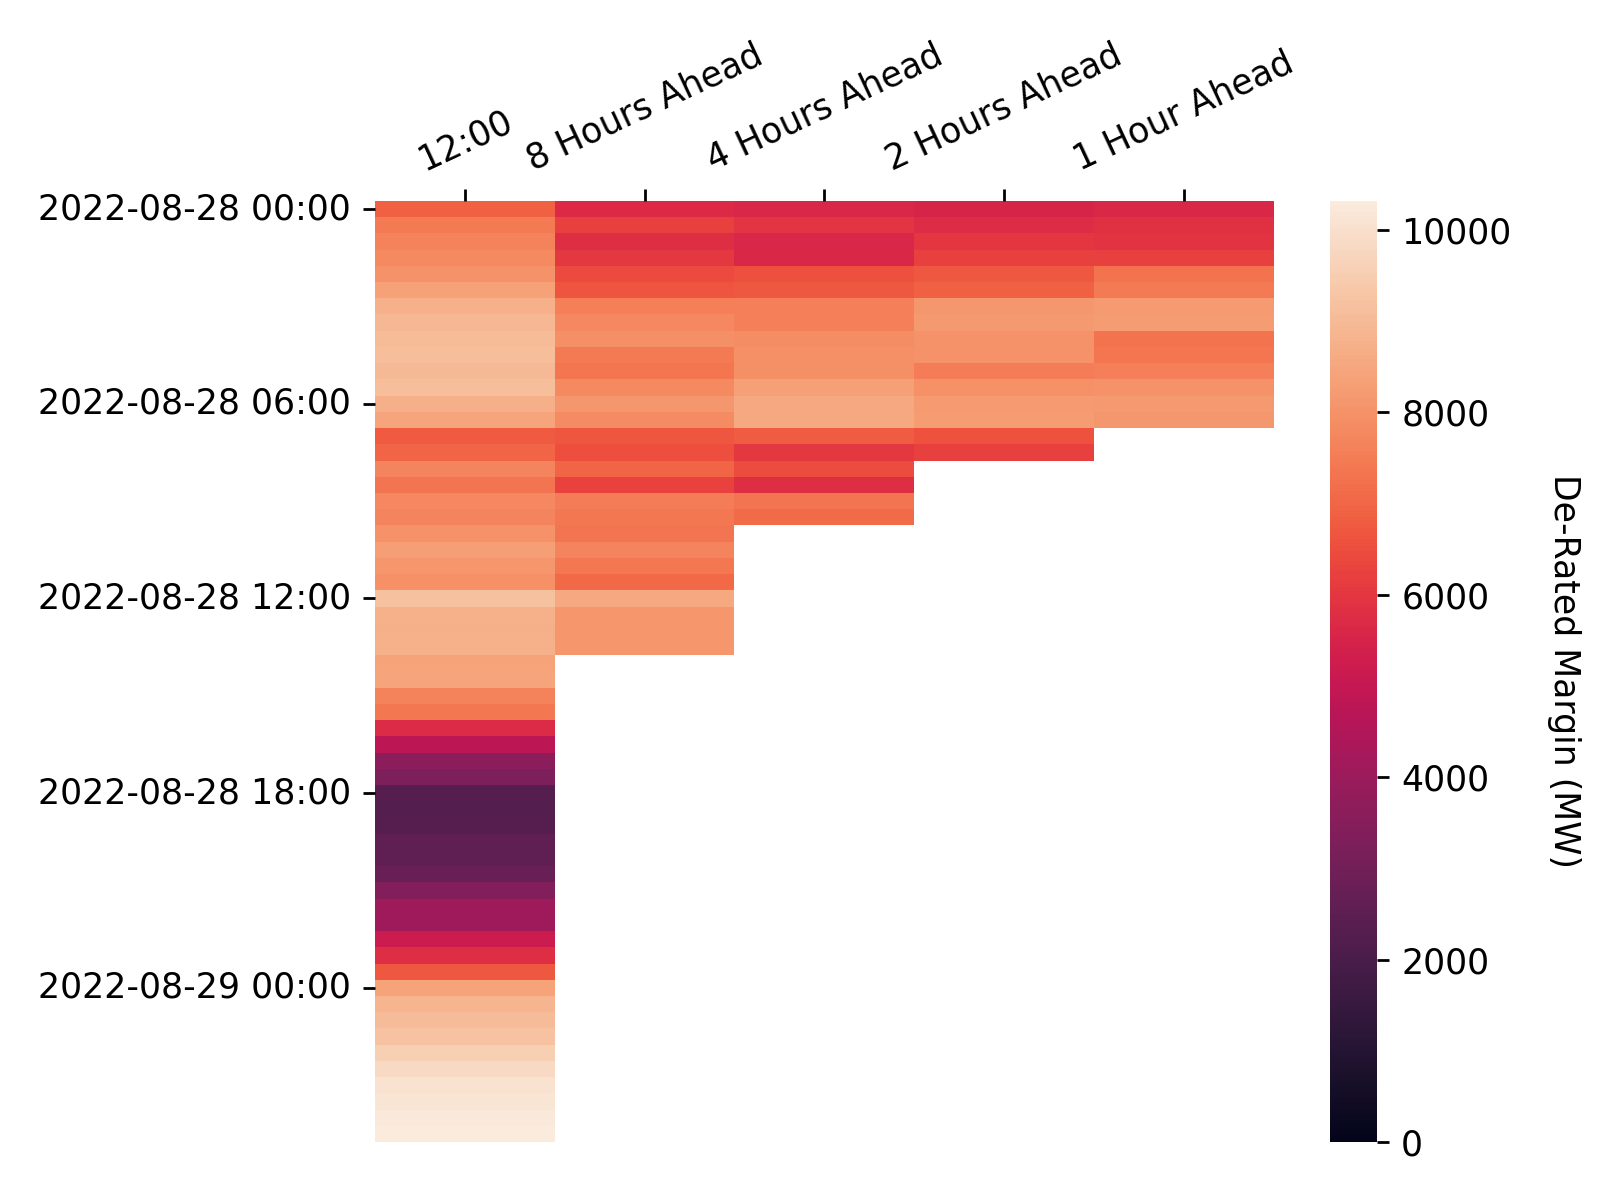 12:00
8 Hours Ahead
4 Hours Ahead
2 Hours Ahead
1 Hour Ahead
2022-08-28 00:00
2022-08-28 06:00
2022-08-28 12:00
2022-08-28 18:00
2022-08-29 00:00
10000
8000
6000
4000
2000
0
De-Rated Margin (MW)